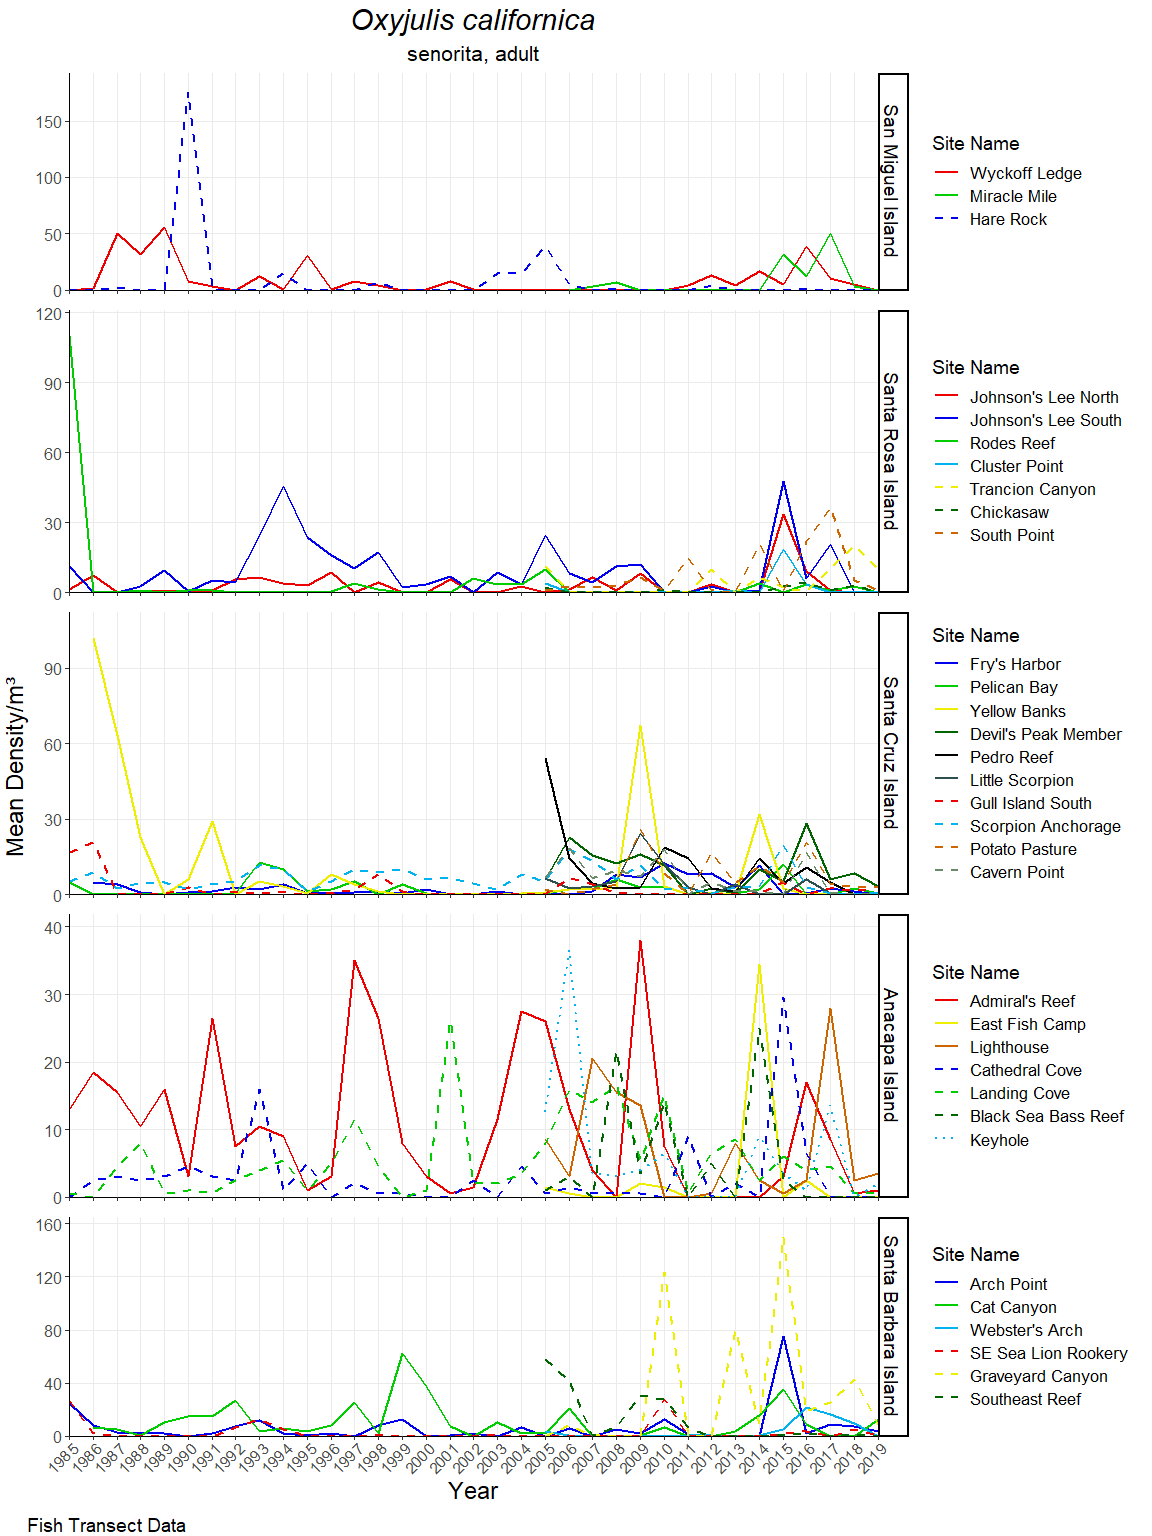 Oxyjulis californica
senorita, adult
Mean Density/m³
150
100
50
0
San Miguel Island
Site Name
Wyckoff Ledge
Miracle Mile
Hare Rock
120
90
60
30
0
Santa Rosa Island
Site Name
Johnson's Lee North
Johnson's Lee South
Rodes Reef
Cluster Point
Trancion Canyon
Chickasaw
South Point
90
60
30
0
Santa Cruz Island
Site Name
Fry's Harbor
Pelican Bay
Yellow Banks
Devil's Peak Member
Pedro Reef
Little Scorpion
Gull Island South
Scorpion Anchorage
Potato Pasture
Cavern Point
40
30
20
10
0
Anacapa Island
Site Name
Admiral's Reef
East Fish Camp
Lighthouse
Cathedral Cove
Landing Cove
Black Sea Bass Reef
Keyhole
160
120
80
40
0
Santa Barbara Island
Site Name
Arch Point
Cat Canyon
Webster's Arch
SE Sea Lion Rookery
Graveyard Canyon
Southeast Reef
1985 1986 1987 1988 1989 1990 1991 1992 1993 1994 1995 1996 1997 1998 1999 2000 2001 2002 2003 2004 2005 2006 2007 2008 2009 2010 2011 2012 2013 2014 2015 2016 2017 2018 2019
Year
Fish Transect Data